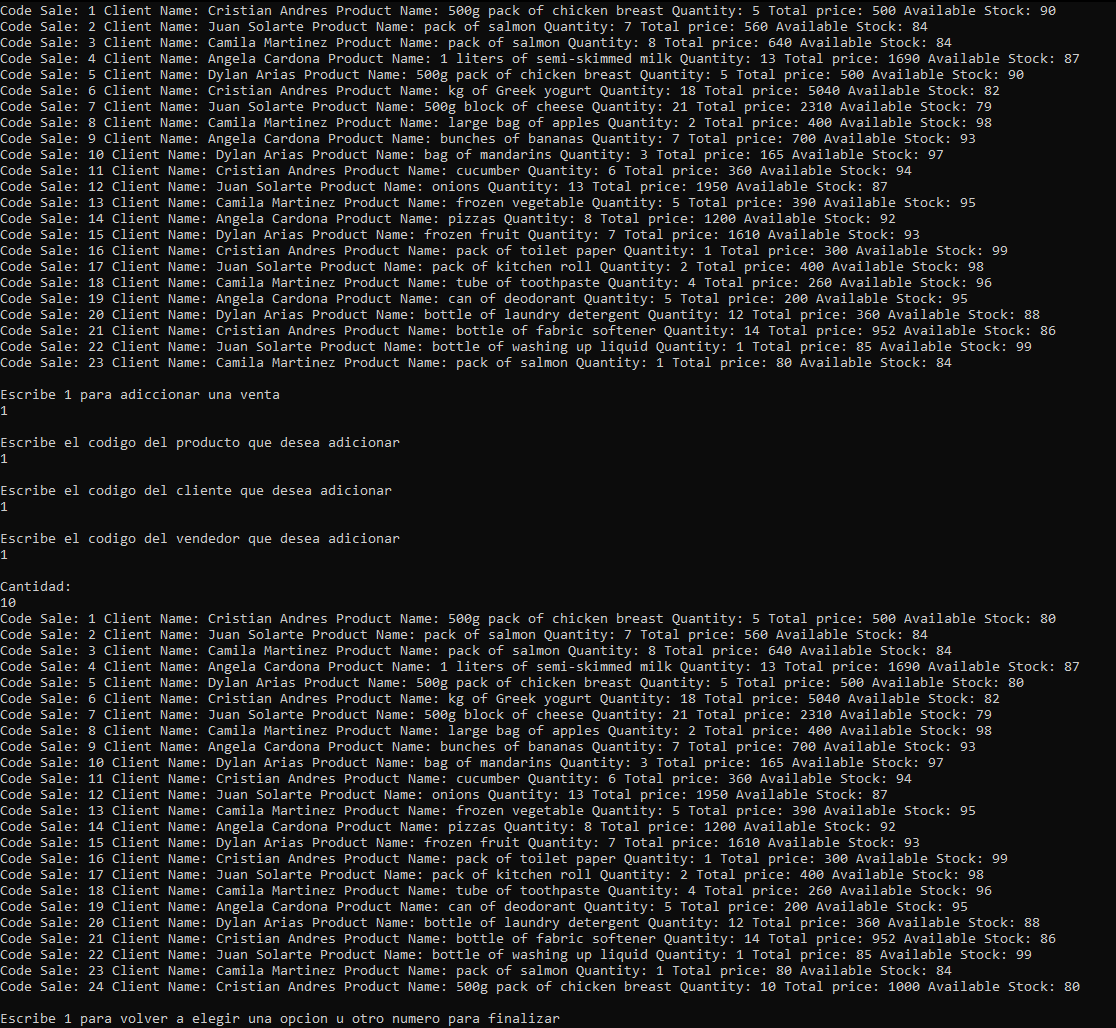 Code Sale: 1 Client Name: Cristian Andres Product Name: 500g pack of chicken breast Quantity: 5 Total price: 500 Available Stock: 90
Code Sale: 2 Client Name: Juan Solarte Product Name: pack of salmon Quantity: 7 Total price: 560 Available Stock: 84
Code Sale: 3 Client Name: Camila Martinez Product Name: pack of salmon Quantity: 8 Total price: 640 Available Stock: 84
Code Sale: 4 Client Name: Angela Cardona Product Name: 1 liters of semi-skimmed milk Quantity: 13 Total price: 1690 Available Stock: 87
Code Sale: 5 Client Name: Dylan Arias Product Name: 500g pack of chicken breast Quantity: 5 Total price: 500 Available Stock: 90
Code Sale: 6 Client Name: Cristian Andres Product Name: kg of Greek yogurt Quantity: 18 Total price: 5040 Available Stock: 82
Code Sale: 7 Client Name: Juan Solarte Product Name: 500g block of cheese Quantity: 21 Total price: 2310 Available Stock: 79
Code Sale: 8 Client Name: Camila Martinez Product Name: large bag of apples Quantity: 2 Total price: 400 Available Stock: 98
Code Sale: 9 Client Name: Angela Cardona Product Name: bunches of bananas Quantity: 7 Total price: 700 Available Stock: 93
Code Sale: 10 Client Name: Dylan Arias Product Name: bag of mandarins Quantity: 3 Total price: 165 Available Stock: 97
Code Sale: 11 Client Name: Cristian Andres Product Name: cucumber Quantity: 6 Total price: 360 Available Stock: 94
Code Sale: 12 Client Name: Juan Solarte Product Name: onions Quantity: 13 Total price: 1950 Available Stock: 87
Code Sale: 13 Client Name: Camila Martinez Product Name: frozen vegetable Quantity: 5 Total price: 390 Available Stock: 95
Code Sale: 14 Client Name: Angela Cardona Product Name: pizzas Quantity: 8 Total price: 1200 Available Stock: 92
Code Sale: 15 Client Name: Dylan Arias Product Name: frozen fruit Quantity: 7 Total price: 1610 Available Stock: 93
Code Sale: 16 Client Name: Cristian Andres Product Name: pack of toilet paper Quantity: 1 Total price: 300 Available Stock: 99
Code Sale: 17 Client Name: Juan Solarte Product Name: pack of kitchen roll Quantity: 2 Total price: 400 Available Stock: 98
Code Sale: 18 Client Name: Camila Martinez Product Name: tube of toothpaste Quantity: 4 Total price: 260 Available Stock: 96
Code Sale: 19 Client Name: Angela Cardona Product Name: can of deodorant Quantity: 5 Total price: 200 Available Stock: 95
Code Sale: 20 Client Name: Dylan Arias Product Name: bottle of laundry detergent Quantity: 12 Total price: 360 Available Stock: 88
Code Sale: 21 Client Name: Cristian Andres Product Name: bottle of fabric softener Quantity: 14 Total price: 952 Available Stock: 86
Code Sale: 22 Client Name: Juan Solarte Product Name: bottle of washing up liquid Quantity: 1 Total price: 85 Available Stock: 99
Code Sale: 23 Client Name: Camila Martinez Product Name: pack of salmon Quantity: 1 Total price: 80 Available Stock: 84
Escribe 1 para adiccionar una venta
1
Escribe el codigo del producto que desea adicionar
1
Escribe el codigo del cliente que desea adicionar
1
Escribe el codigo del vendedor que desea adicionar
1
Cantidad:
10
Code Sale: 1 Client Name: Cristian Andres Product Name: 500g pack of chicken breast Quantity: 5 Total price: 500 Available Stock: 80
Code Sale: 2 Client Name: Juan Solarte Product Name: pack of salmon Quantity: 7 Total price: 560 Available Stock: 84
Code Sale: 3 Client Name: Camila Martinez Product Name: pack of salmon Quantity: 8 Total price: 640 Available Stock: 84
Code Sale: 4 Client Name: Angela Cardona Product Name: 1 liters of semi-skimmed milk Quantity: 13 Total price: 1690 Available Stock: 87
Code Sale: 5 Client Name: Dylan Arias Product Name: 500g pack of chicken breast Quantity: 5 Total price: 500 Available Stock: 80
Code Sale: 6 Client Name: Cristian Andres Product Name: kg of Greek yogurt Quantity: 18 Total price: 5040 Available Stock: 82
Code Sale: 7 Client Name: Juan Solarte Product Name: 500g block of cheese Quantity: 21 Total price: 2310 Available Stock: 79
Code Sale: 8 Client Name: Camila Martinez Product Name: large bag of apples Quantity: 2 Total price: 400 Available Stock: 98
Code Sale: 9 Client Name: Angela Cardona Product Name: bunches of bananas Quantity: 7 Total price: 700 Available Stock: 93
Code Sale: 10 Client Name: Dylan Arias Product Name: bag of mandarins Quantity: 3 Total price: 165 Available Stock: 97
Code Sale: 11 Client Name: Cristian Andres Product Name: cucumber Quantity: 6 Total price: 360 Available Stock: 94
Code Sale: 12 Client Name: Juan Solarte Product Name: onions Quantity: 13 Total price: 1950 Available Stock: 87
Code Sale: 13 Client Name: Camila Martinez Product Name: frozen vegetable Quantity: 5 Total price: 390 Available Stock: 95
Code Sale: 14 Client Name: Angela Cardona Product Name: pizzas Quantity: 8 Total price: 1200 Available Stock: 92
Code Sale: 15 Client Name: Dylan Arias Product Name: frozen fruit Quantity: 7 Total price: 1610 Available Stock: 93
Code Sale: 16 Client Name: Cristian Andres Product Name: pack of toilet paper Quantity: 1 Total price: 300 Available Stock: 99
Code Sale: 17 Client Name: Juan Solarte Product Name: pack of kitchen roll Quantity: 2 Total price: 400 Available Stock: 98
Code Sale: 18 Client Name: Camila Martinez Product Name: tube of toothpaste Quantity: 4 Total price: 260 Available Stock: 96
Code Sale: 19 Client Name: Angela Cardona Product Name: can of deodorant Quantity: 5 Total price: 200 Available Stock: 95
Code Sale: 20 Client Name: Dylan Arias Product Name: bottle of laundry detergent Quantity: 12 Total price: 360 Available Stock: 88
Code Sale: 21 Client Name: Cristian Andres Product Name: bottle of fabric softener Quantity: 14 Total price: 952 Available Stock: 86
Code Sale: 22 Client Name: Juan Solarte Product Name: bottle of washing up liquid Quantity: 1 Total price: 85 Available Stock: 99
Code Sale: 23 Client Name: Camila Martinez Product Name: pack of salmon Quantity: 1 Total price: 80 Available Stock: 84
Code Sale: 24 Client Name: Cristian Andres Product Name: 500g pack of chicken breast Quantity: 10 Total price: 1000 Available Stock: 80
Escribe 1 para volver a elegir una opcion u otro numero para finalizar